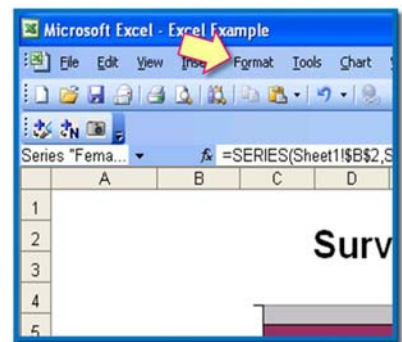 Microsoft Excel - Excel Example
File Edit View Format Tools Chart
Series "Fema... fx =SERIES(Sheet1!$B$2,S
A B C D
1
2 Surv
3
4
5